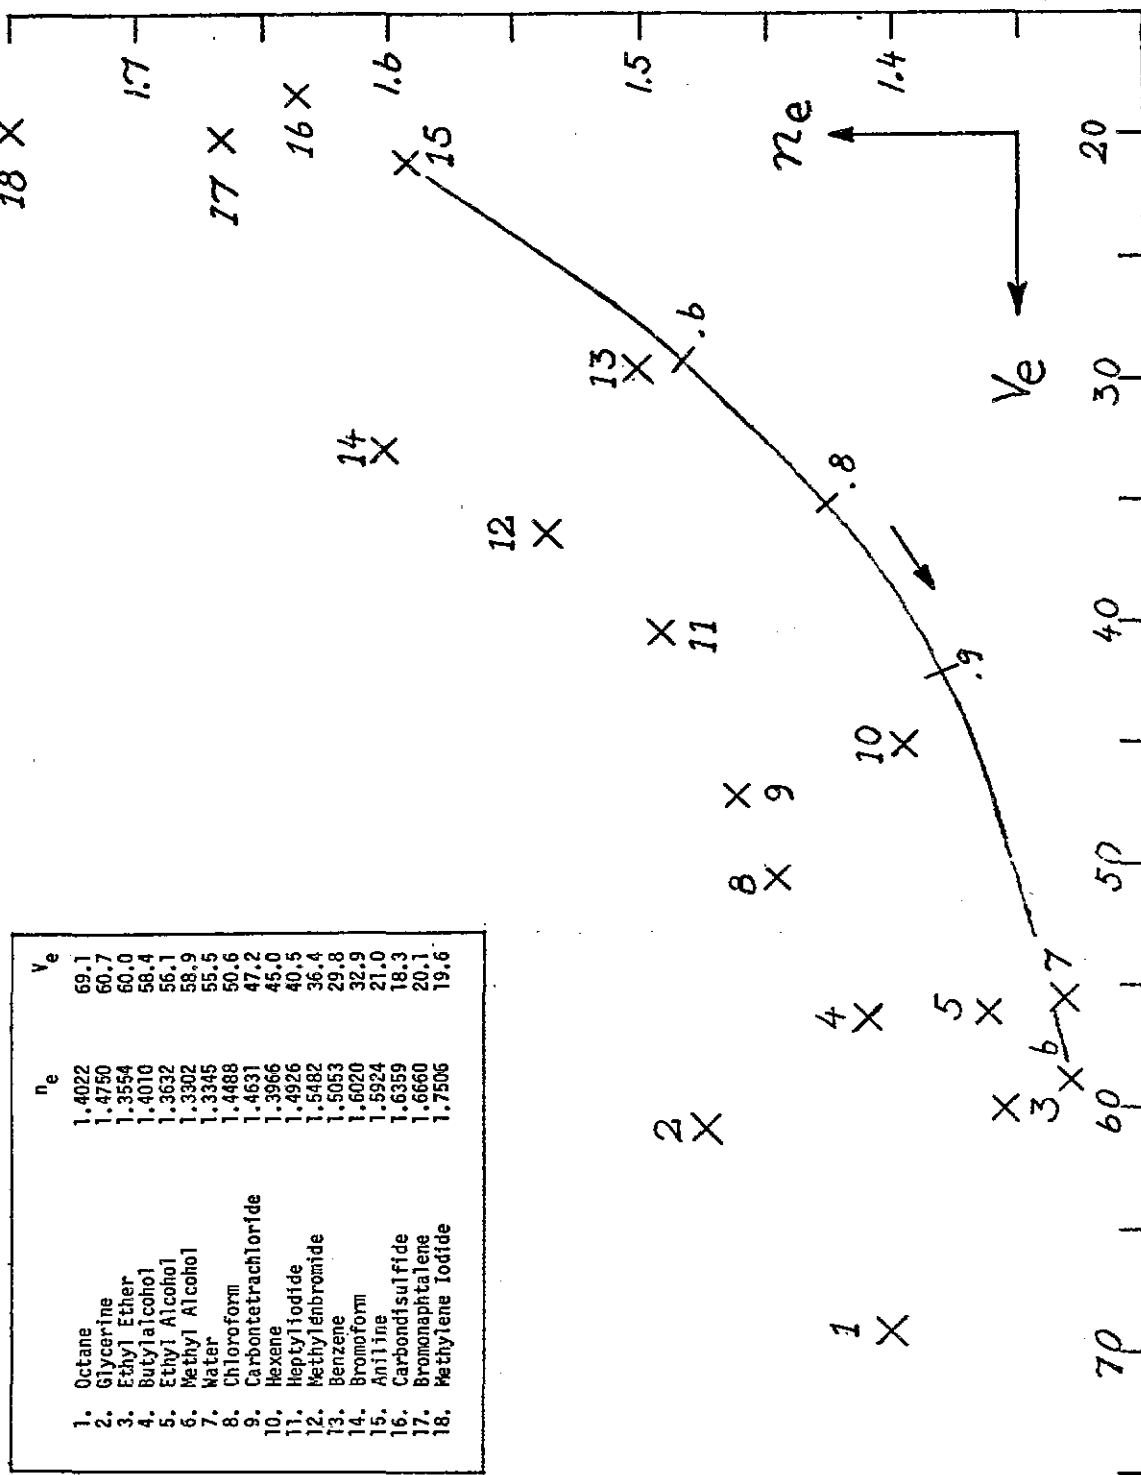 n_e V_e
1. Octane 1.4022 69.1
2. Glycerine 1.4750 60.7
3. Ethyl Ether 1.3554 60.0
4. Butylalcohol 1.4010 58.4
5. Ethyl Alcohol 1.3632 56.1
6. Methyl Alcohol 1.3302 58.9
7. Water 1.3345 55.5
8. Chloroform 1.4488 50.6
9. Carbontetrachloride 1.4631 47.2
10. Hexene 1.3966 45.0
11. Heptyliodide 1.4926 40.5
12. Methylenbromide 1.5482 36.4
13. Benzene 1.5053 29.8
14. Bromoform 1.6020 32.9
15. Aniline 1.5924 21.0
16. Carbondisulfide 1.6359 18.3
17. Bromonaphtalene 1.6660 20.1
18. Methylene Iodide 1.7506 19.6
18
17
16
15
14
13
12
11
10
9
8
7
6
5
4
3
2
1
.6
.8
.9
1.7
1.6
1.5
1.4
n_e
V_e
70
60
50
40
30
20